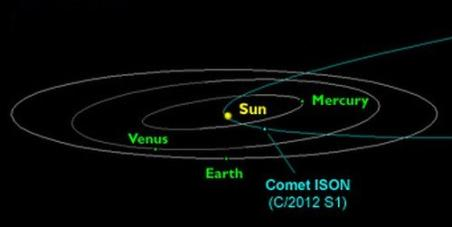 Sun
Mercury
Venus
Earth
Comet ISON
(C/2012 S1)